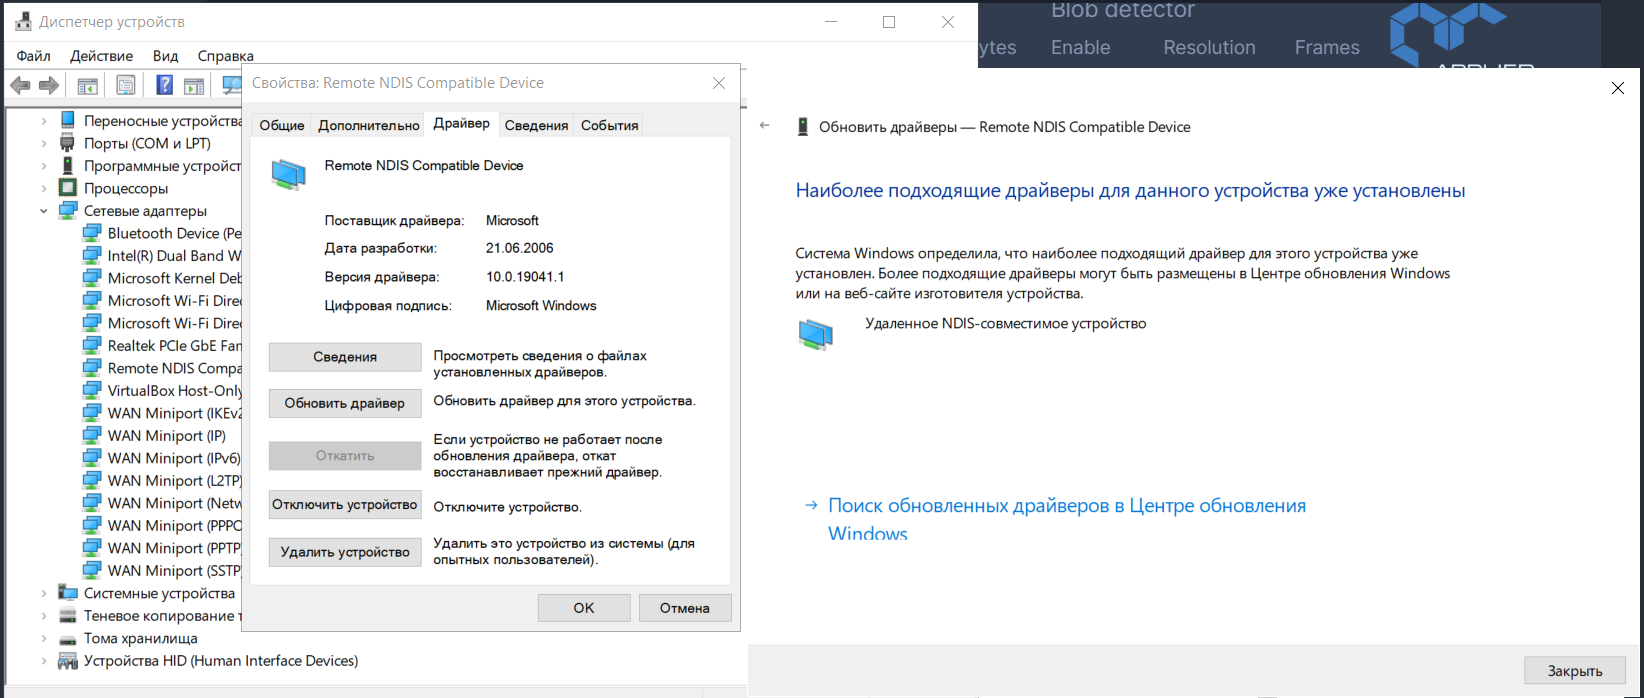 Диспетчер устройств
Файл Действие Вид Справка
Переносные устройства
Порты (COM и LPT)
Программные устройст
Процессоры
Сетевые адаптеры
Bluetooth Device (Pe
Intel(R) Dual Band W
Microsoft Kernel Deb
Microsoft Wi-Fi Direc
Microsoft Wi-Fi Direc
Realtek PCIe GbE Fam
Remote NDIS Compa
VirtualBox Host-Only
WAN Miniport (IKEv2
WAN Miniport (IP)
WAN Miniport (IPv6)
WAN Miniport (L2TP)
WAN Miniport (Netw
WAN Miniport (PPPO
WAN Miniport (PPTP)
WAN Miniport (SSTP)
Системные устройства
Теневое копирование т
Тома хранилища
Устройства HID (Human Interface Devices)
Свойства: Remote NDIS Compatible Device
Общие Дополнительно Драйвер Сведения События
Remote NDIS Compatible Device
Поставщик драйвера: Microsoft
Дата разработки: 21.06.2006
Версия драйвера: 10.0.19041.1
Цифровая подпись: Microsoft Windows
Сведения
Просмотреть сведения о файлах
установленных драйверов.
Обновить драйвер
Обновить драйвер для этого устройства.
Откатить
Если устройство не работает после
обновления драйвера, откат
восстанавливает прежний драйвер.
Отключить устройство
Отключите устройство.
Удалить устройство
Удалить это устройство из системы (для
опытных пользователей).
OK Отмена
Blob detector
ytes Enable Resolution Frames
Обновить драйверы — Remote NDIS Compatible Device
Наиболее подходящие драйверы для данного устройства уже установлены
Система Windows определила, что наиболее подходящий драйвер для этого устройства уже
установлен. Более подходящие драйверы могут быть размещены в Центре обновления Windows
или на веб-сайте изготовителя устройства.
Удаленное NDIS-совместимое устройство
Поиск обновленных драйверов в Центре обновления
Windows
Закрыть